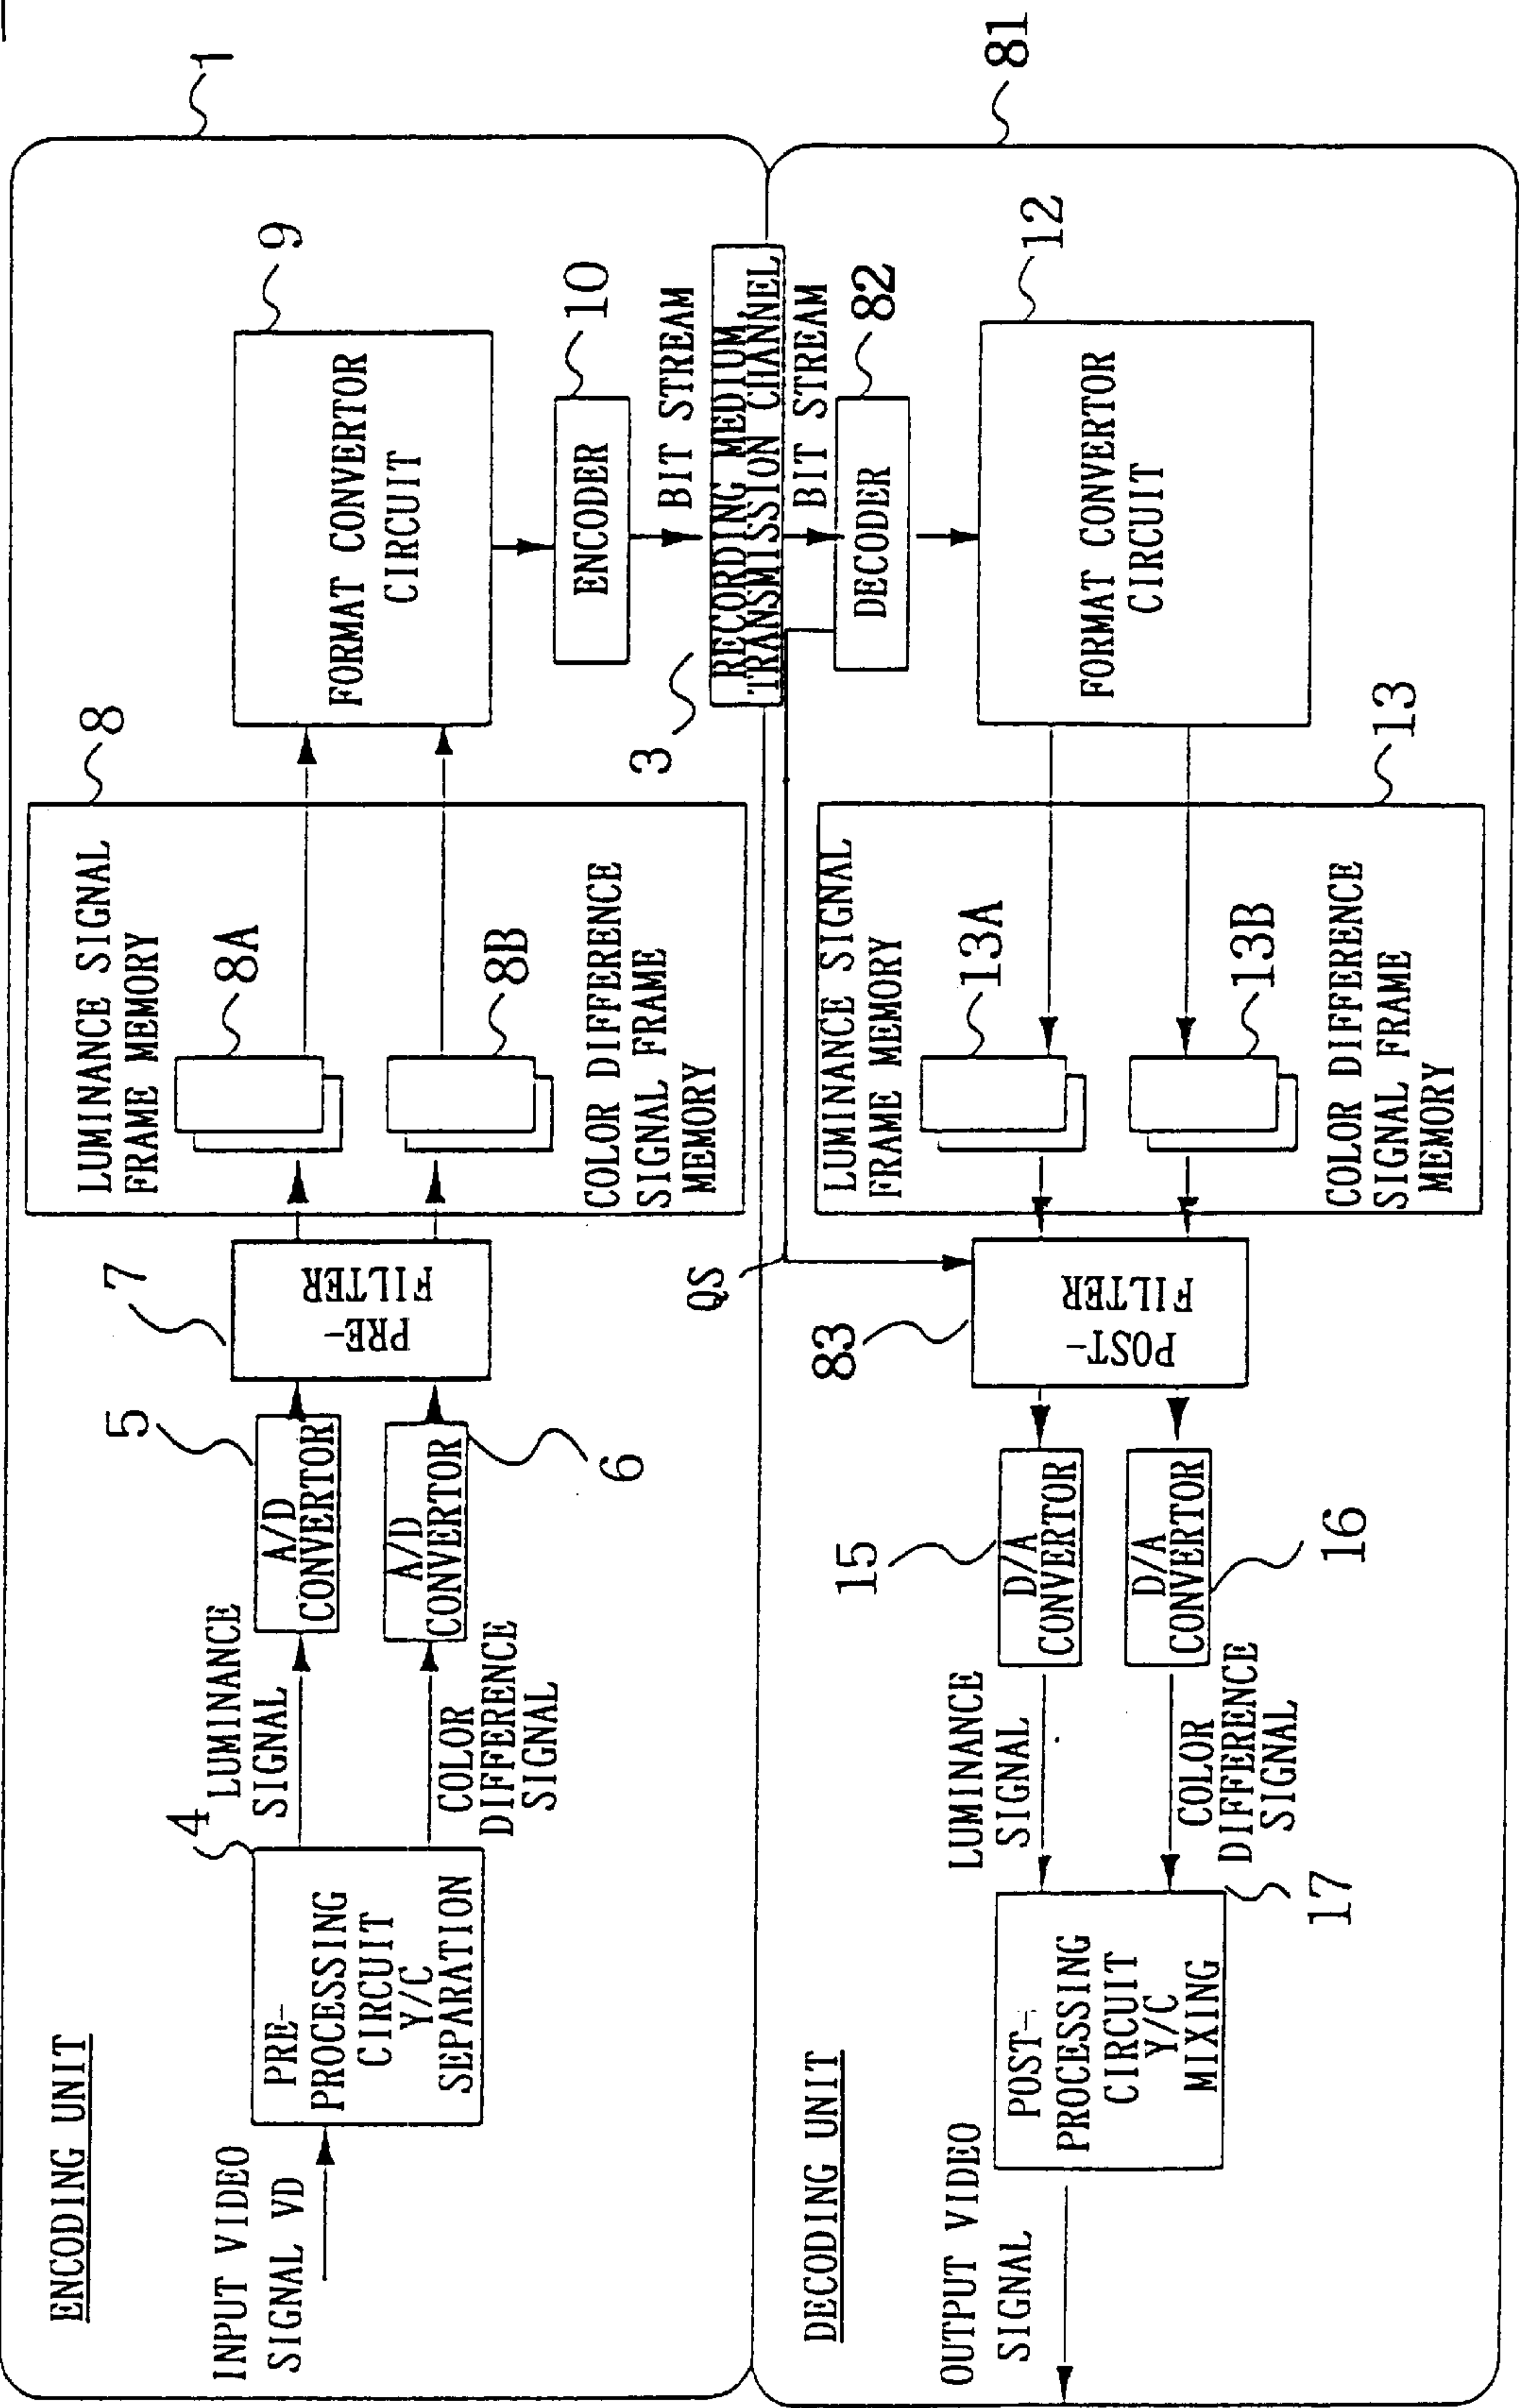 ENCODING UNIT
1
INPUT VIDEO
SIGNAL VD
PRE-
PROCESSING
CIRCUIT
Y/C
SEPARATION
4
LUMINANCE
SIGNAL
COLOR
DIFFERENCE
SIGNAL
A/D
CONVERTOR
5
A/D
CONVERTOR
6
PRE-
FILTER
7
LUMINANCE SIGNAL
FRAME MEMORY
8A
8B
COLOR DIFFERENCE
SIGNAL FRAME
MEMORY
8
FORMAT CONVERTOR
CIRCUIT
9
ENCODER
10
BIT STREAM
RECORDING MEDIUM,
TRANSMISSION CHANNEL
3
BIT STREAM
DECODING UNIT
81
DECODER
82
FORMAT CONVERTOR
CIRCUIT
12
LUMINANCE SIGNAL
FRAME MEMORY
13A
13B
COLOR DIFFERENCE
SIGNAL FRAME
MEMORY
13
QS
POST-
FILTER
83
D/A
CONVERTOR
15
D/A
CONVERTOR
16
LUMINANCE
SIGNAL
COLOR
DIFFERENCE
SIGNAL
POST-
PROCESSING
CIRCUIT
Y/C
MIXING
17
OUTPUT VIDEO
SIGNAL